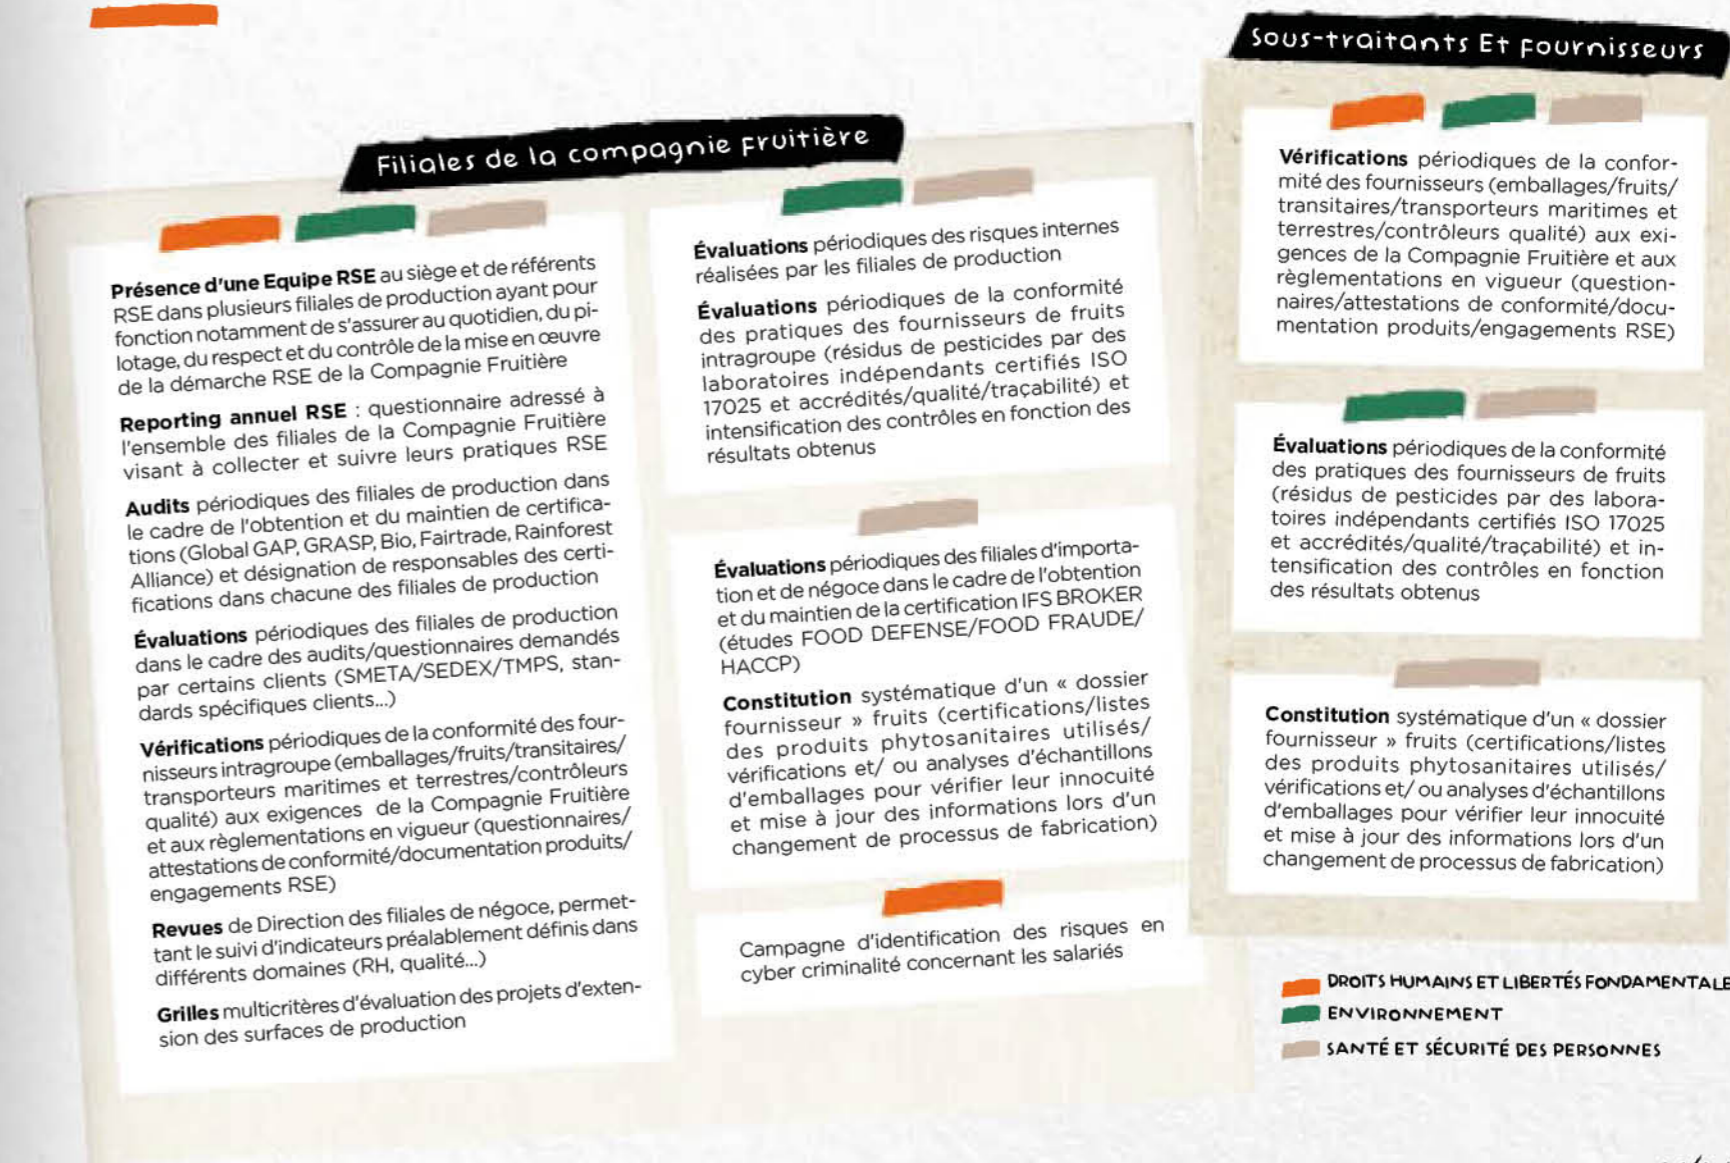 Filiales de la compagnie Fruitière
Présence d'une Equipe RSE au siège et de référents
RSE dans plusieurs filiales de production ayant pour
fonction notamment de s'assurer au quotidien, du pi-
lotage, du respect et du contrôle de la mise en œuvre
de la démarche RSE de la Compagnie Fruitière
Reporting annuel RSE : questionnaire adressé à
l'ensemble des filiales de la Compagnie Fruitière
visant à collecter et suivre leurs pratiques RSE
Audits périodiques des filiales de production dans
le cadre de l'obtention et du maintien de certifica-
tions (Global GAP, GRASP, Bio, Fairtrade, Rainforest
Alliance) et désignation de responsables des certi-
fications dans chacune des filiales de production
Évaluations périodiques des filiales de production
dans le cadre des audits/questionnaires demandés
par certains clients (SMETA/SEDEX/TMPS, stan-
dards spécifiques clients...)
Vérifications périodiques de la conformité des four-
nisseurs intragroupe (emballages/fruits/transitaires/
transporteurs maritimes et terrestres/contrôleurs
qualité) aux exigences de la Compagnie Fruitière
et aux règlementations en vigueur (questionnaires/
attestations de conformité/documentation produits/
engagements RSE)
Revues de Direction des filiales de négoce, permet-
tant le suivi d'indicateurs préalablement définis dans
différents domaines (RH, qualité...)
Grilles multicritères d'évaluation des projets d'exten-
sion des surfaces de production
Évaluations périodiques des risques internes
réalisées par les filiales de production
Évaluations périodiques de la conformité
des pratiques des fournisseurs de fruits
intragroupe (résidus de pesticides par des
laboratoires indépendants certifiés ISO
17025 et accrédités/qualité/traçabilité) et
intensification des contrôles en fonction des
résultats obtenus
Évaluations périodiques des filiales d'importa-
tion et de négoce dans le cadre de l'obtention
et du maintien de la certification IFS BROKER
(études FOOD DEFENSE/FOOD FRAUDE/
HACCP)
Constitution systématique d'un « dossier
fournisseur » fruits (certifications/listes
des produits phytosanitaires utilisés/
vérifications et/ ou analyses d'échantillons
d'emballages pour vérifier leur innocuité
et mise à jour des informations lors d'un
changement de processus de fabrication)
Campagne d'identification des risques en
cyber criminalité concernant les salariés
Sous-traitants Et Fournisseurs
Vérifications périodiques de la confor-
mité des fournisseurs (emballages/fruits/
transitaires/transporteurs maritimes et
terrestres/contrôleurs qualité) aux exi-
gences de la Compagnie Fruitière et aux
règlementations en vigueur (question-
naires/attestations de conformité/docu-
mentation produits/engagements RSE)
Évaluations périodiques de la conformité
des pratiques des fournisseurs de fruits
(résidus de pesticides par des labora-
toires indépendants certifiés ISO 17025
et accrédités/qualité/traçabilité) et in-
tensification des contrôles en fonction
des résultats obtenus
Constitution systématique d'un « dossier
fournisseur » fruits (certifications/listes
des produits phytosanitaires utilisés/
vérifications et/ ou analyses d'échantillons
d'emballages pour vérifier leur innocuité
et mise à jour des informations lors d'un
changement de processus de fabrication)
DROITS HUMAINS ET LIBERTÉS FONDAMENTALE
ENVIRONNEMENT
SANTÉ ET SÉCURITÉ DES PERSONNES